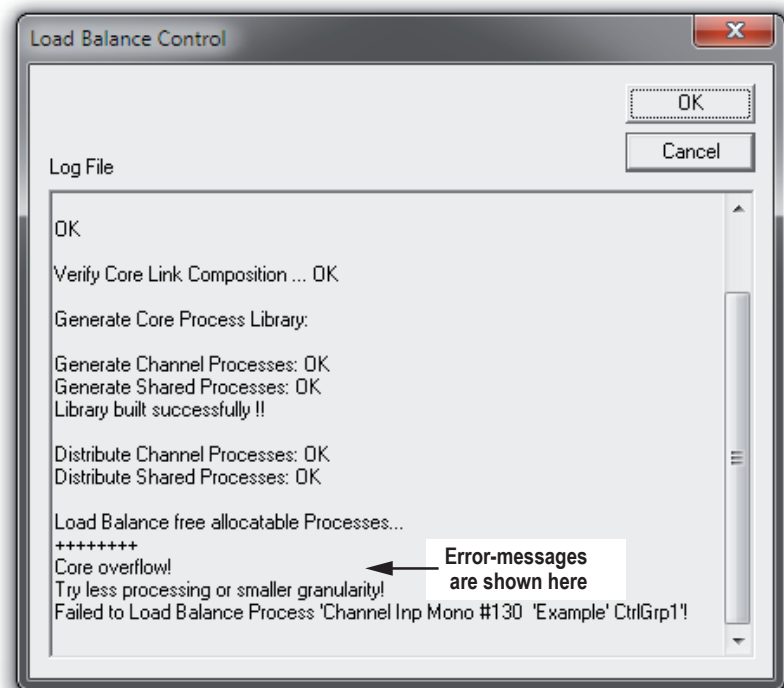 Load Balance Control
OK
Cancel
Log File
OK
Verify Core Link Composition ... OK
Generate Core Process Library:
Generate Channel Processes: OK
Generate Shared Processes: OK
Library built successfully !!
Distribute Channel Processes: OK
Distribute Shared Processes: OK
Load Balance free allocatable Processes...
++++++++
Core overflow!
Try less processing or smaller granularity!
Failed to Load Balance Process 'Channel Inp Mono #130  'Example' CtrlGrp1'!
Error-messages
are shown here